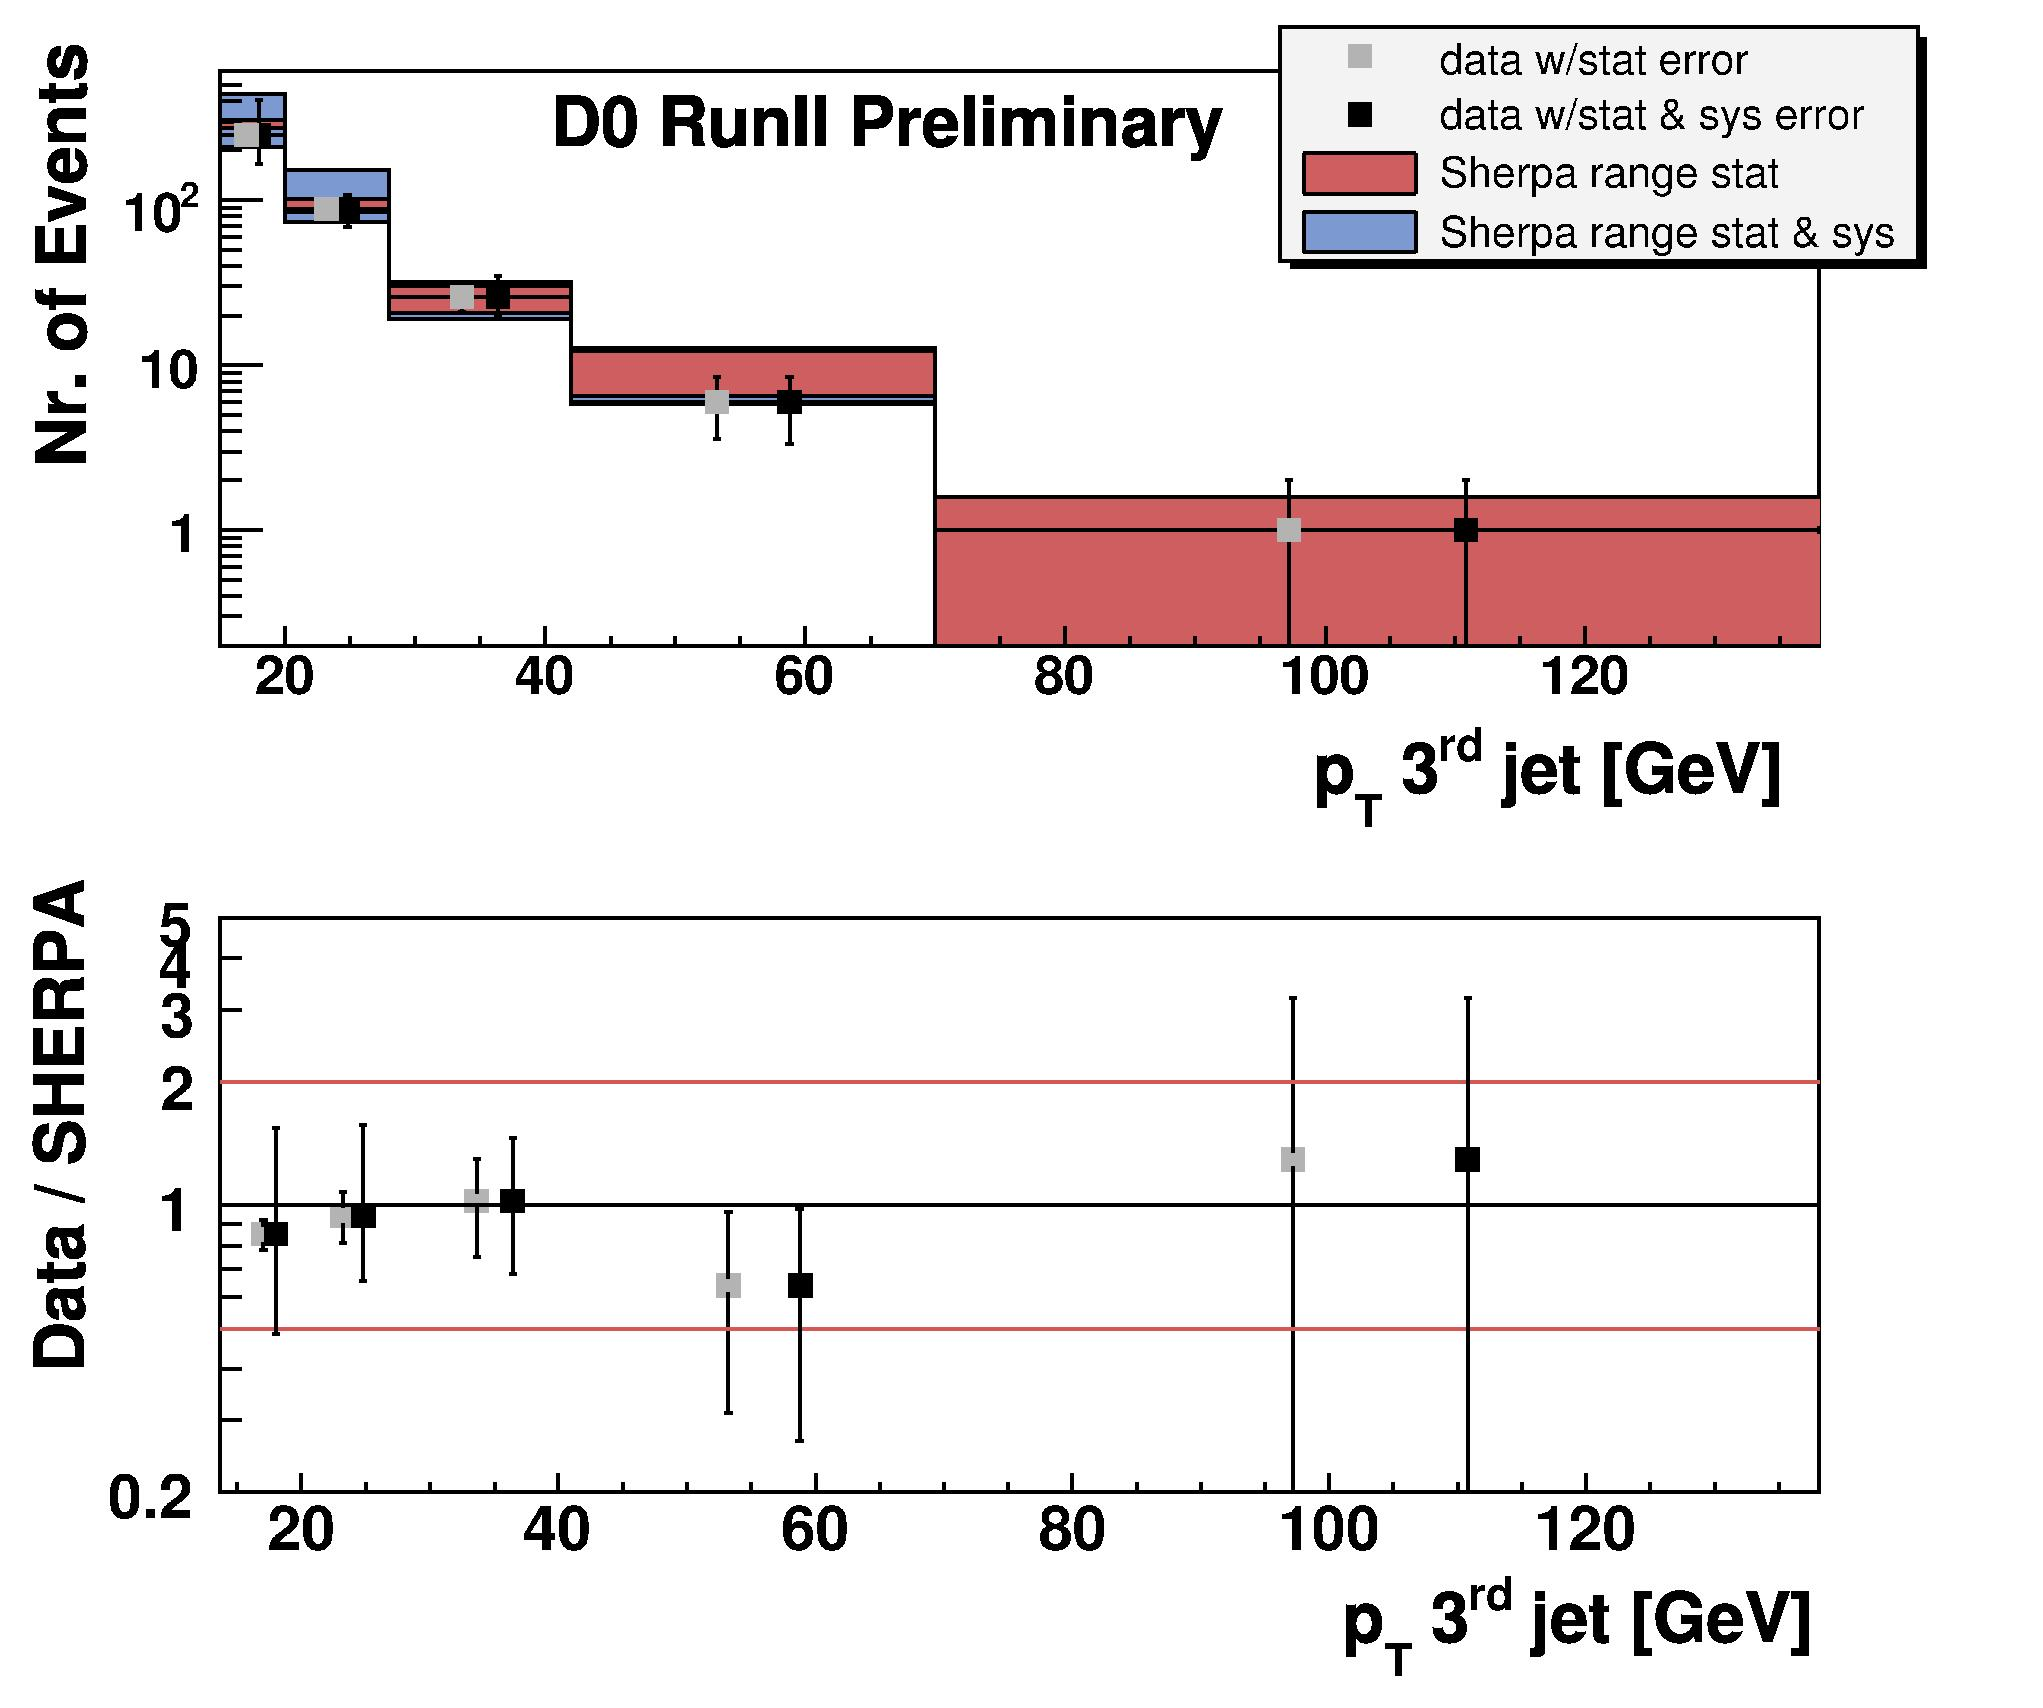 D0 RunII Preliminary
data w/stat error
data w/stat & sys error
Sherpa range stat
Sherpa range stat & sys
Nr. of Events
10²
10
1
20 40 60 80 100 120
p_T 3^rd jet [GeV]
Data / SHERPA
5
4
3
2
1
0.2
20 40 60 80 100 120
p_T 3^rd jet [GeV]